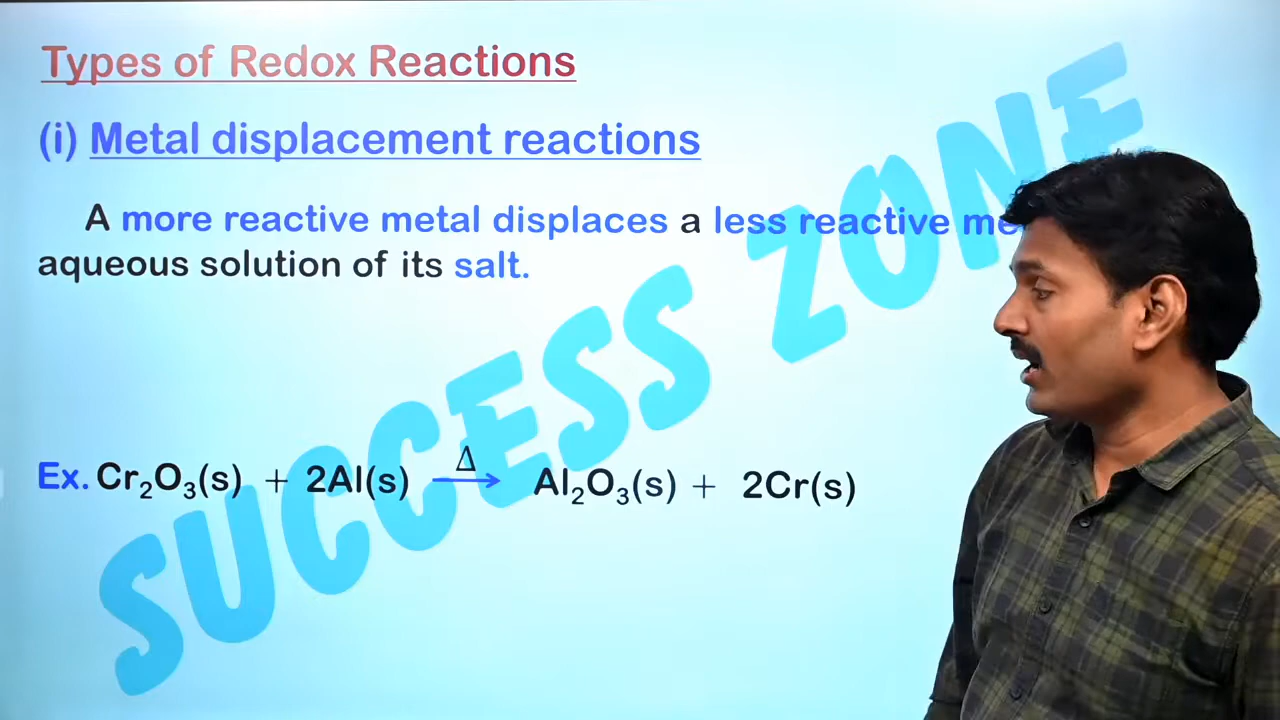 Types of Redox Reactions
(i) Metal displacement reactions
A more reactive metal displaces a less reactive
aqueous solution of its salt.
Δ
Ex. Cr₂O₃(s) + 2Al(s) → Al₂O₃(s) + 2Cr(s)
SUCCESS ZONE